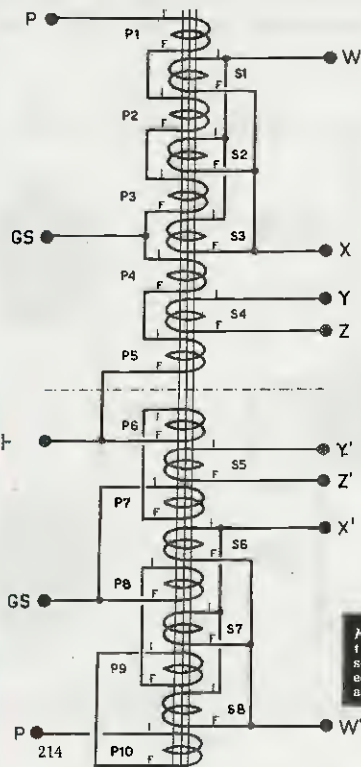 P
P1
I
W
I
F
S1
F
P2
I
F
I
S2
F
I
P3
F
I
GS
S3
I
F
X
P4
F
I
Y
S4
I
F
Z
P5
F
P6
I
F
I
Y'
S5
F
Z'
P7
I
F
I
X'
S6
F
I
P8
GS
F
I
S7
I
F
P9
F
I
S8
F
W'
P
I
214
P10
F